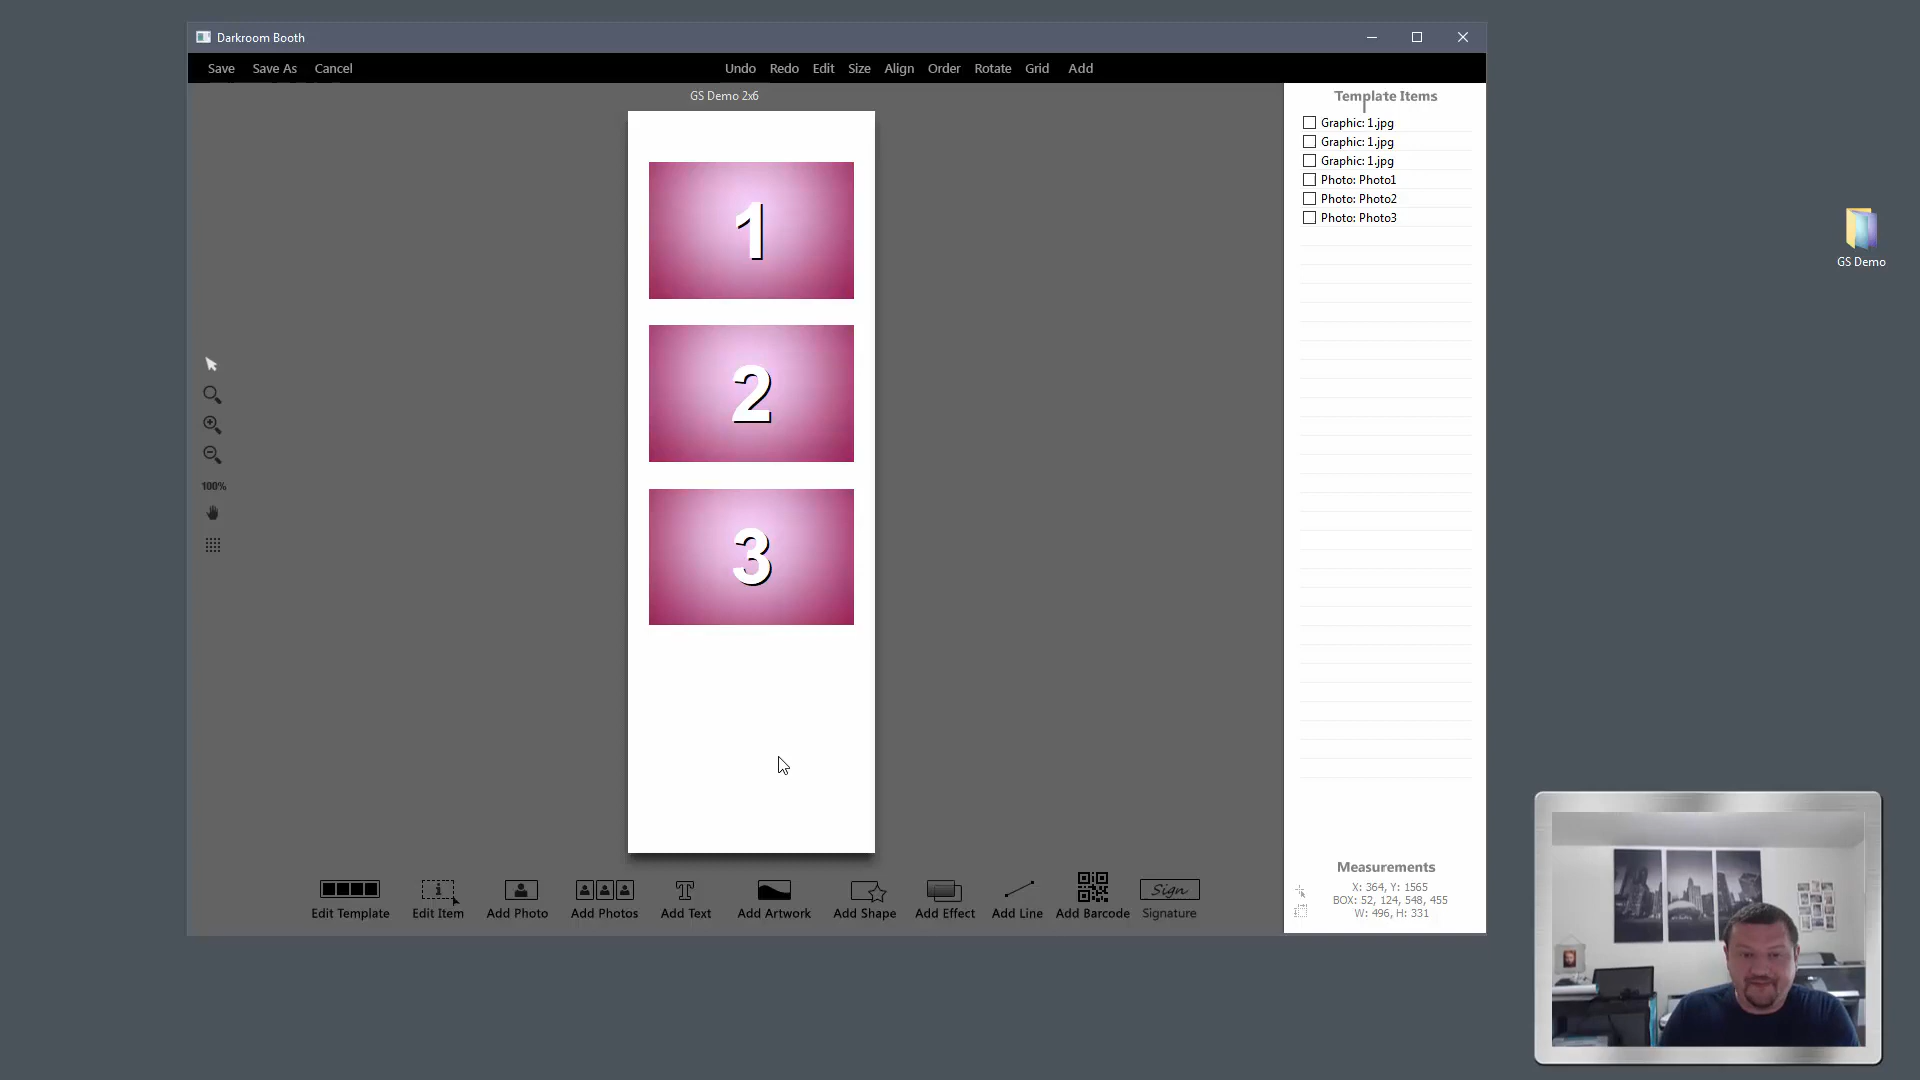 Darkroom Booth
Save Save As Cancel Undo Redo Edit Size Align Order Rotate Grid Add
GS Demo 2x6
Template Items
Graphic: 1.jpg
Graphic: 1.jpg
Graphic: 1.jpg
Photo: Photo1
Photo: Photo2
Photo: Photo3
1
2
3
100%
GS Demo
Edit Template Edit Item Add Photo Add Photos Add Text Add Artwork Add Shape Add Effect Add Line Add Barcode Sign Signature
Measurements
X: 364, Y: 1565
BOX: 52, 124, 548, 455
W: 496, H: 331